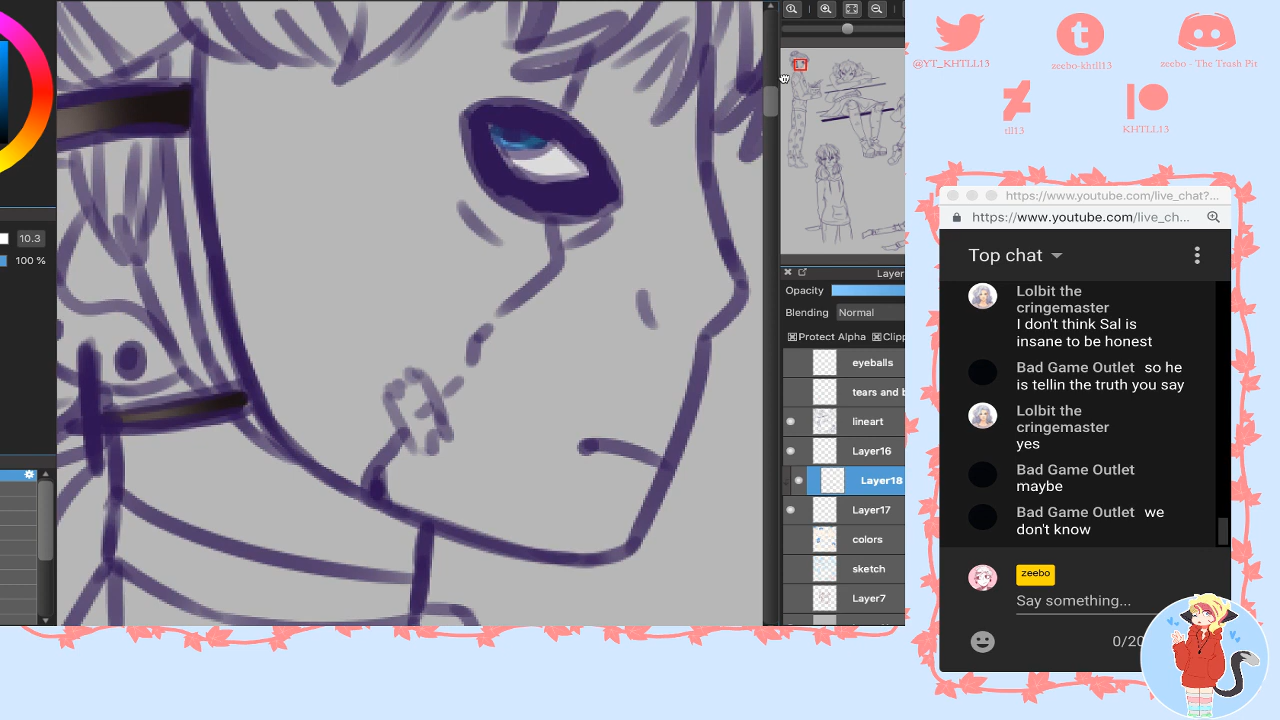 10.3
100 %
Layer
Opacity
Blending Normal
Protect Alpha Clipp
eyeballs
tears and b
lineart
Layer16
Layer18
Layer17
colors
sketch
Layer7
@YT_KHTLL13
zeebo-khtll13
zeebo - The Trash Pit
tll13
KHTLL13
https://www.youtube.com/live_chat?...
https://www.youtube.com/live_ch...
Top chat
Lolbit the
cringemaster
I don't think Sal is
insane to be honest
Bad Game Outlet so he
is tellin the truth you say
Lolbit the
cringemaster
yes
Bad Game Outlet
maybe
Bad Game Outlet we
don't know
zeebo
Say something...
0/20